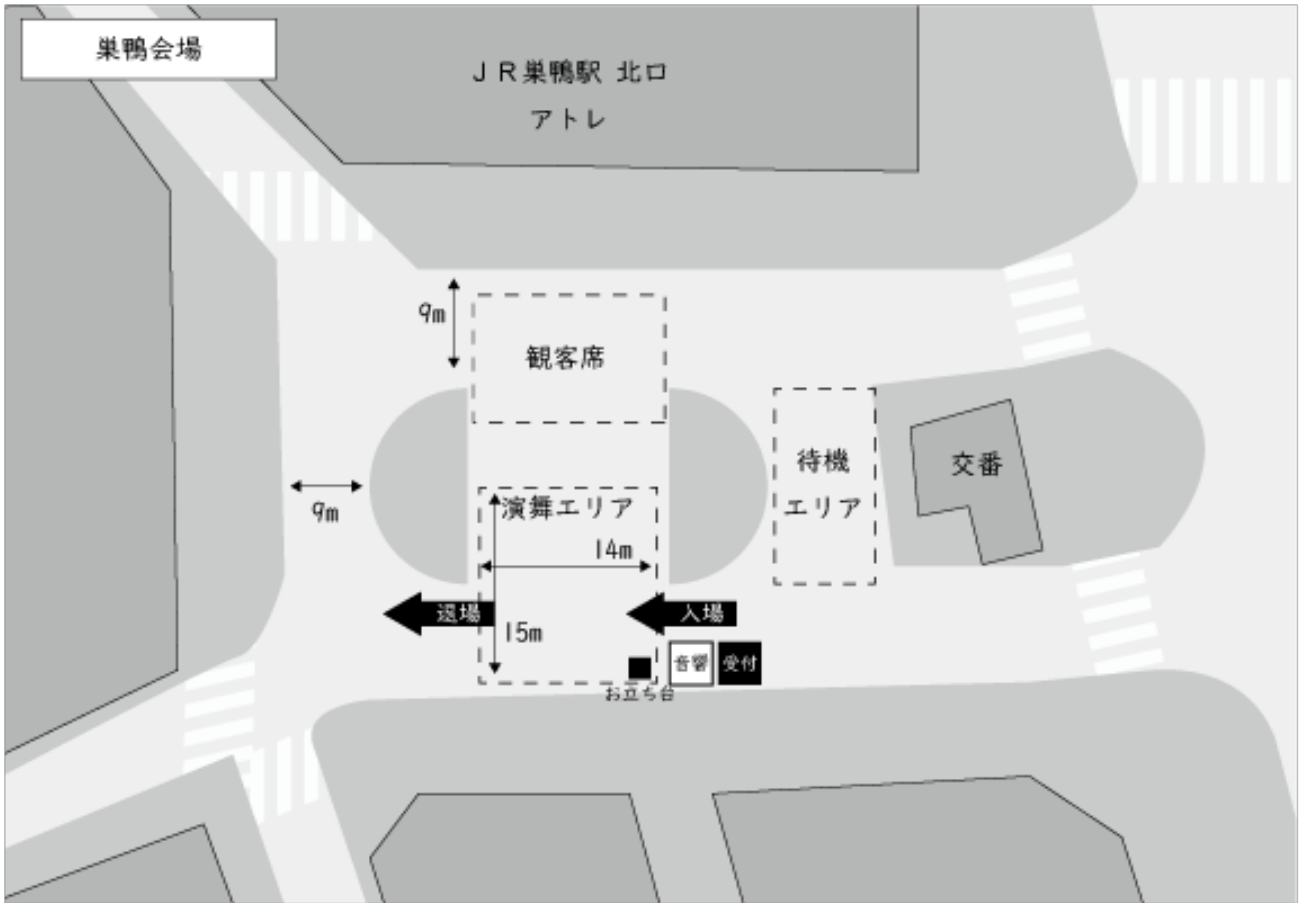 巣鴨会場
ＪＲ巣鴨駅 北口
アトレ
9m
観客席
待機
エリア
交番
9m
演舞エリア
14m
退場
入場
15m
音響
受付
お立ち台